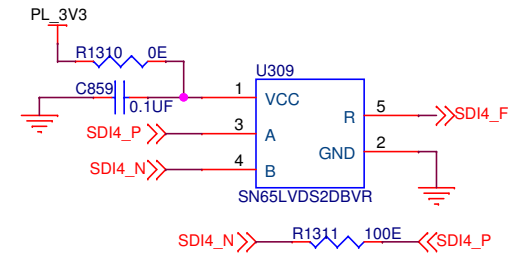 PL_3V3
R1310 0E
U309
C859
0.1UF
1 VCC
SDI4_P 3 A
R 5 SDI4_F
SDI4_N 4 B
GND 2
SN65LVDS2DBVR
SDI4_N R1311 100E SDI4_P